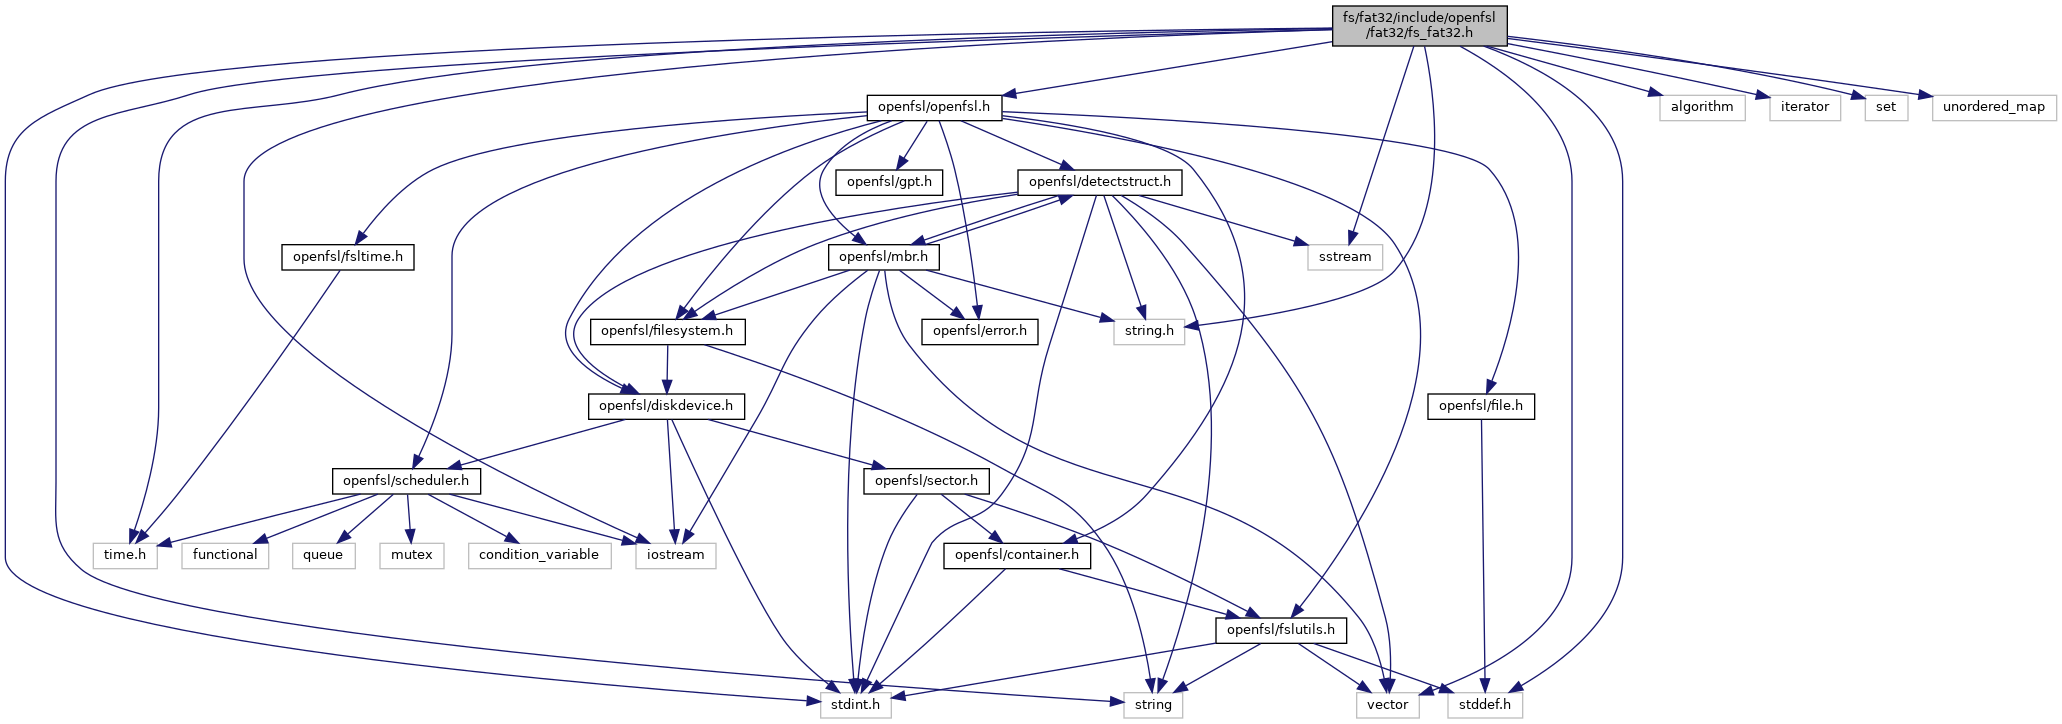 fs/fat32/include/openfsl
/fat32/fs_fat32.h
openfsl/openfsl.h
algorithm
iterator
set
unordered_map
openfsl/gpt.h
openfsl/detectstruct.h
openfsl/fsltime.h
openfsl/mbr.h
sstream
openfsl/filesystem.h
openfsl/error.h
string.h
openfsl/diskdevice.h
openfsl/file.h
openfsl/scheduler.h
openfsl/sector.h
time.h
functional
queue
mutex
condition_variable
iostream
openfsl/container.h
openfsl/fslutils.h
stdint.h
string
vector
stddef.h